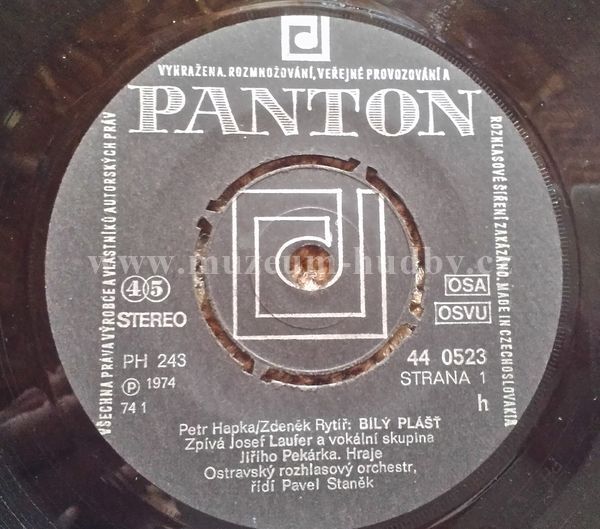 VYHRAŽENA. ROZMNOŽOVÁNÍ, VEŘEJNÉ PROVOZOVÁNÍ A
PANTON
VŠECHNA PRÁVA VÝROBCE A VLASTNÍKŮ AUTORSKÝCH PRÁV
ROZHLASOVÉ ŠÍŘENÍ ZAKÁZÁNO. MADE IN CZECHOSLOVAKIA
www.muzeum-hudby.cz
45
STEREO
OSA
OSVU
PH 243
℗ 1974
74 1
44 0523
STRANA 1
h
Petr Hapka/Zdeněk Rytíř: BÍLÝ PLÁŠŤ
Zpívá Josef Laufer a vokální skupina
Jiřího Pekárka. Hraje
Ostravský rozhlasový orchestr,
řídí Pavel Staněk